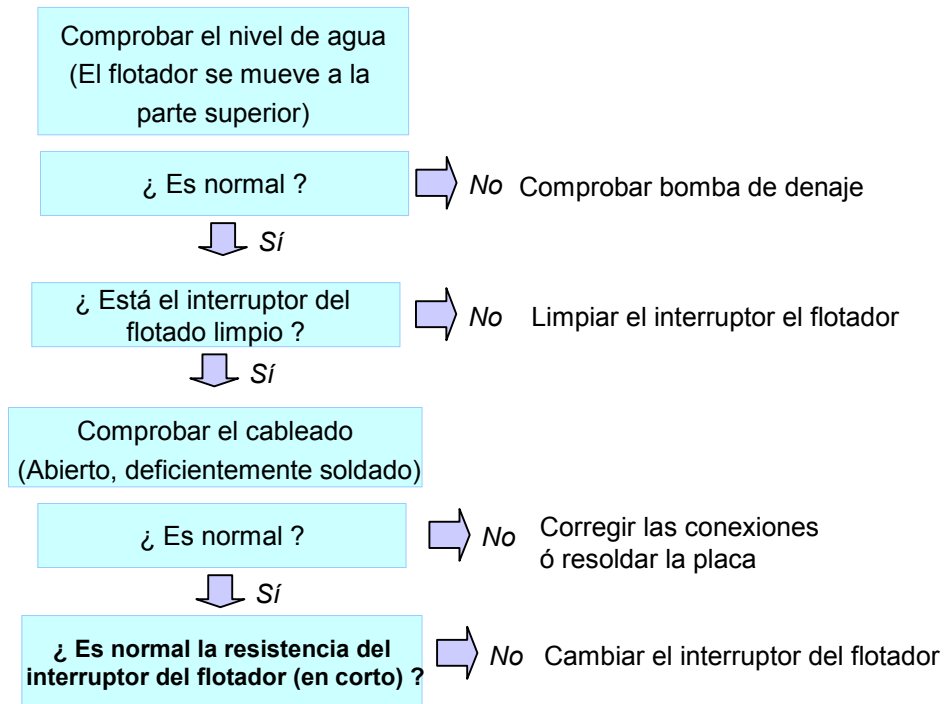 Comprobar el nivel de agua
(El flotador se mueve a la
parte superior)
¿ Es normal ?
No Comprobar bomba de denaje
Sí
¿ Está el interruptor del
flotado limpio ?
No Limpiar el interruptor el flotador
Sí
Comprobar el cableado
(Abierto, deficientemente soldado)
¿ Es normal ?
No Corregir las conexiones
ó resoldar la placa
Sí
¿ Es normal la resistencia del
interruptor del flotador (en corto) ?
No Cambiar el interruptor del flotador